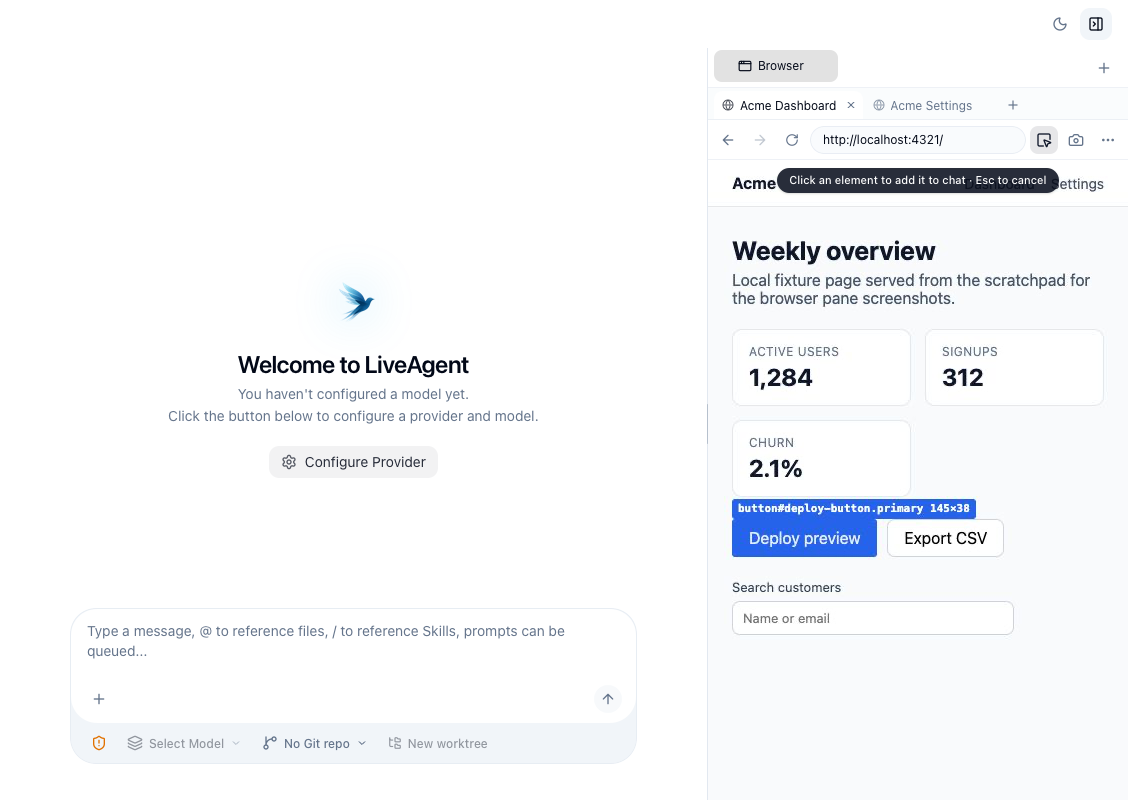 Browser
Acme Dashboard
Acme Settings
http://localhost:4321/
Acme
Click an element to add it to chat · Esc to cancel
Dashboard
Settings
Weekly overview
Local fixture page served from the scratchpad for
the browser pane screenshots.
ACTIVE USERS
1,284
SIGNUPS
312
CHURN
2.1%
button#deploy-button.primary 145×38
Deploy preview
Export CSV
Search customers
Name or email
Welcome to LiveAgent
You haven't configured a model yet.
Click the button below to configure a provider and model.
Configure Provider
Type a message, @ to reference files, / to reference Skills, prompts can be
queued...
Select Model
No Git repo
New worktree